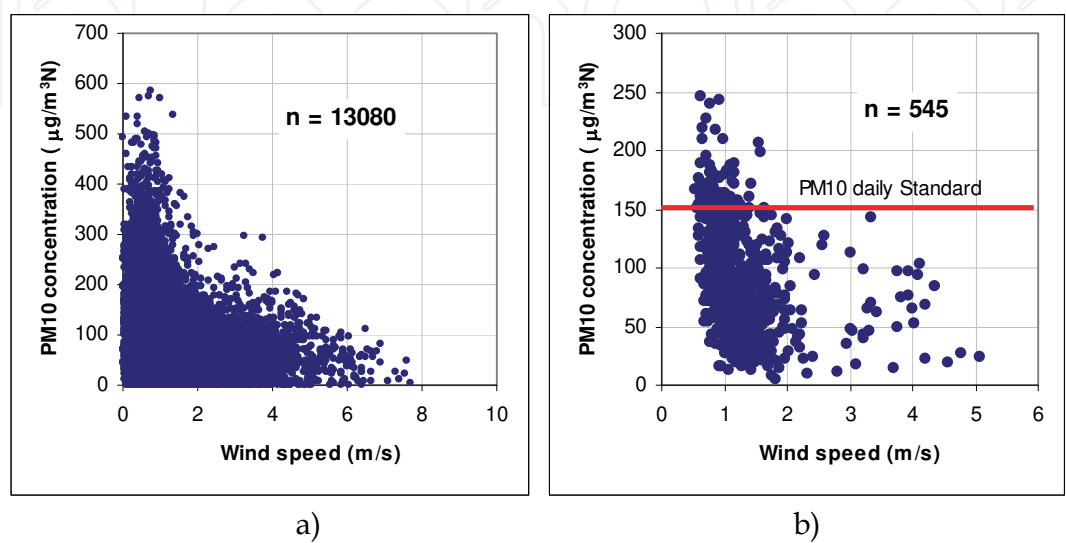 PM10 concentration ( µg/m³N)
700
600
500
400
300
200
100
0
n = 13080
0 2 4 6 8 10
Wind speed (m/s)
a)
PM10 concentration ( µg/m³N)
300
250
200
150
100
50
0
n = 545
PM10 daily Standard
0 1 2 3 4 5 6
Wind speed (m/s)
b)